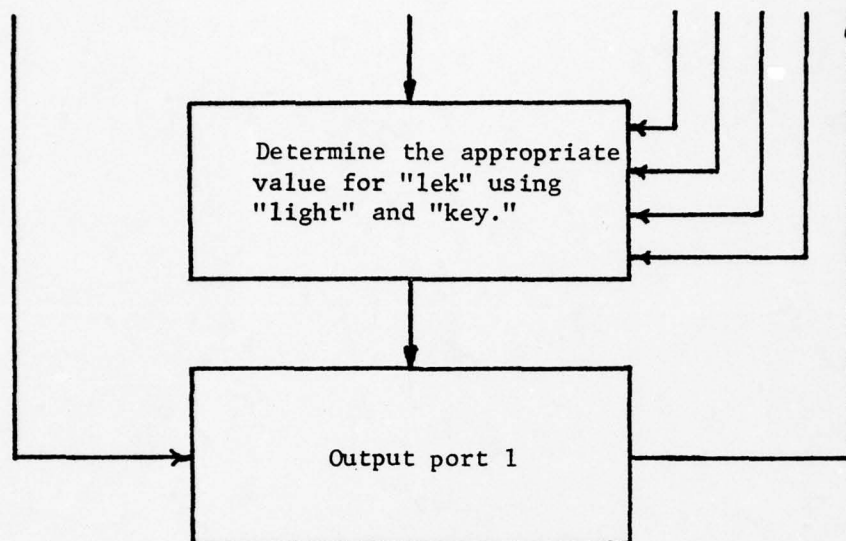 Determine the appropriate
value for "lek" using
"light" and "key."
Output port 1